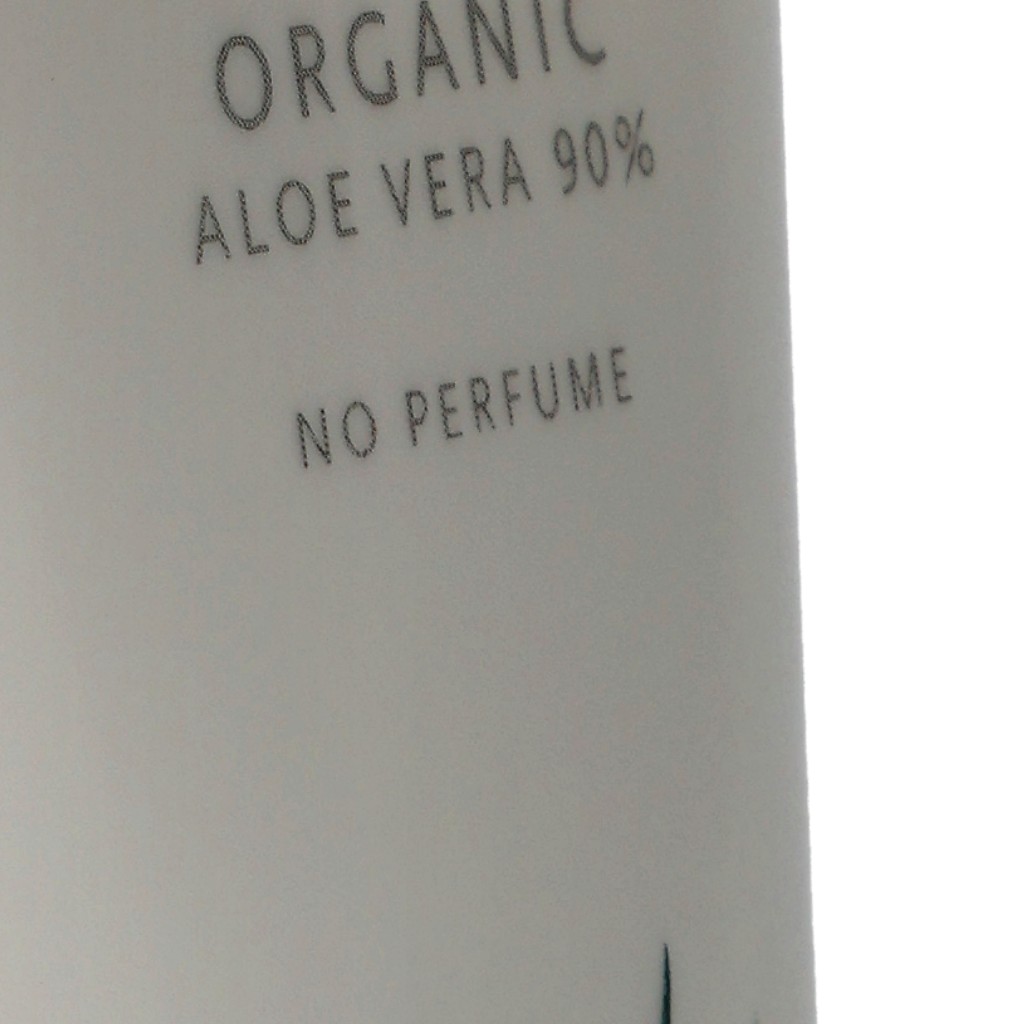 ORGANIC
ALOE VERA 90%
NO PERFUME